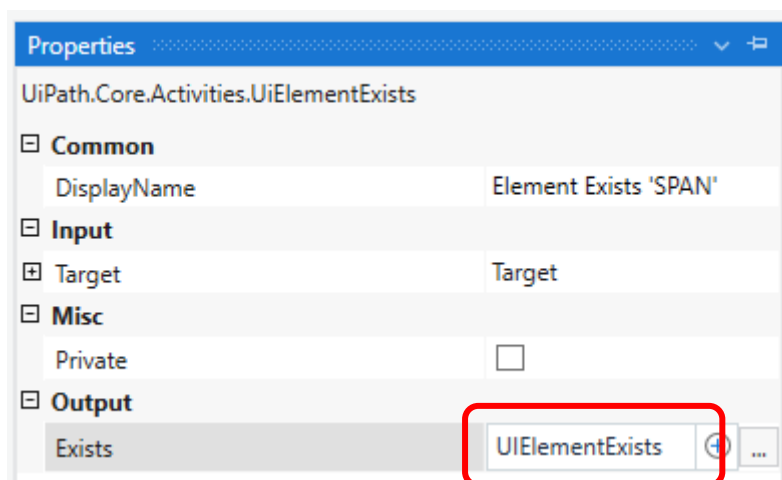 Properties
UiPath.Core.Activities.UiElementExists
Common
DisplayName Element Exists 'SPAN'
Input
Target Target
Misc
Private
Output
Exists UIElementExists ...